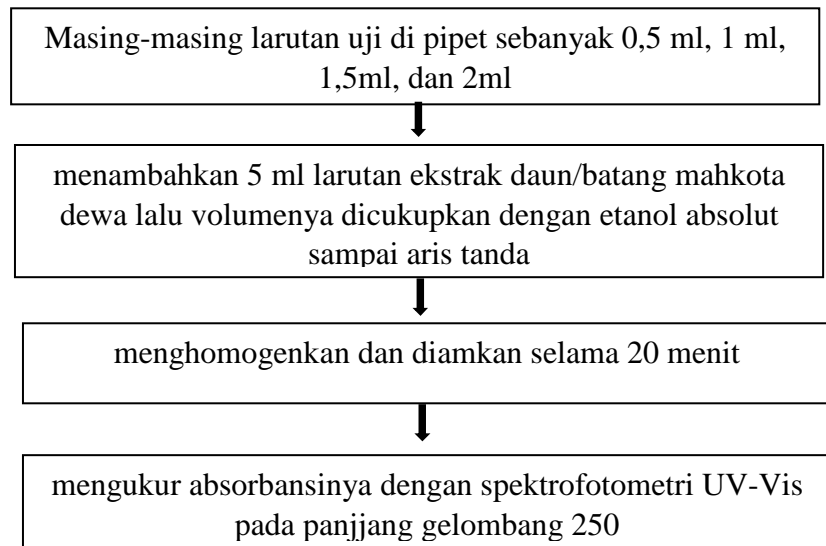 Masing-masing larutan uji di pipet sebanyak 0,5 ml, 1 ml,
1,5ml, dan 2ml
menambahkan 5 ml larutan ekstrak daun/batang mahkota
dewa lalu volumenya dicukupkan dengan etanol absolut
sampai aris tanda
menghomogenkan dan diamkan selama 20 menit
mengukur absorbansinya dengan spektrofotometri UV-Vis
pada panjjang gelombang 250